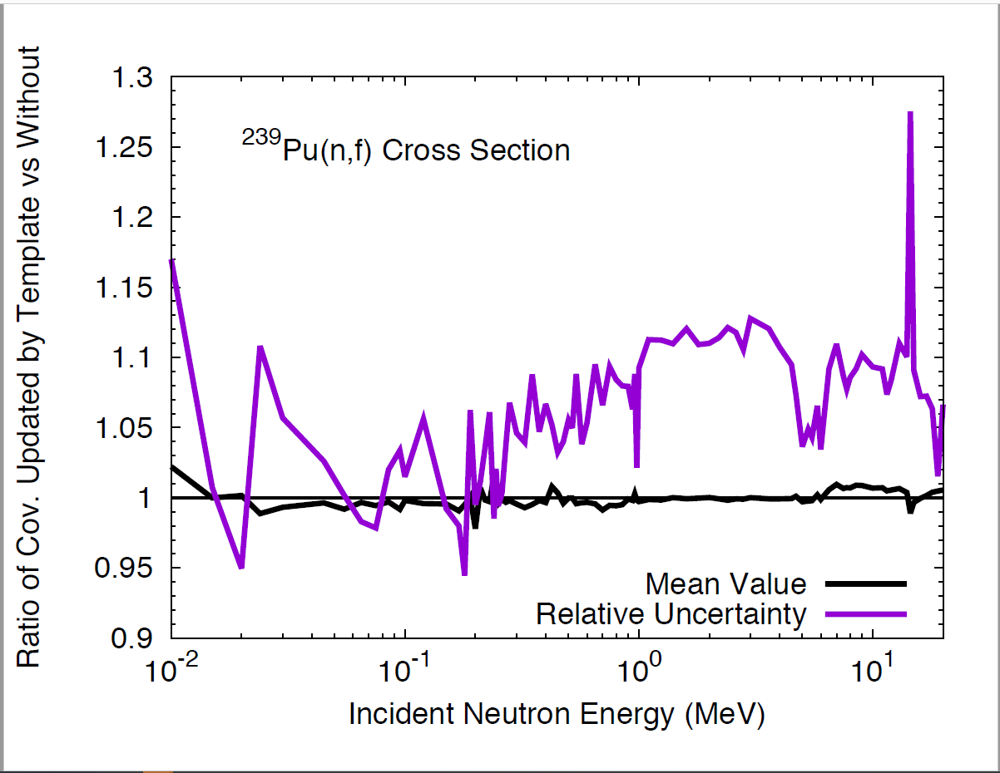 Ratio of Cov. Updated by Template vs Without
1.3
1.25
1.2
1.15
1.1
1.05
1
0.95
0.9
²³⁹Pu(n,f) Cross Section
Mean Value
Relative Uncertainty
10⁻² 10⁻¹ 10⁰ 10¹
Incident Neutron Energy (MeV)